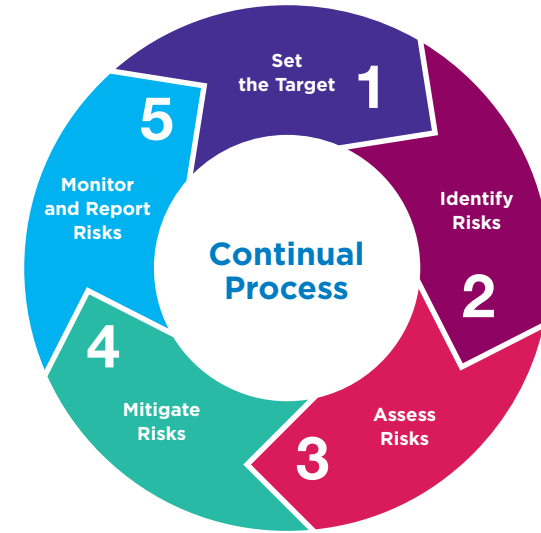 Set
the Target
1
Identify
Risks
2
Assess
Risks
3
Mitigate
Risks
4
Monitor
and Report
Risks
5
Continual
Process